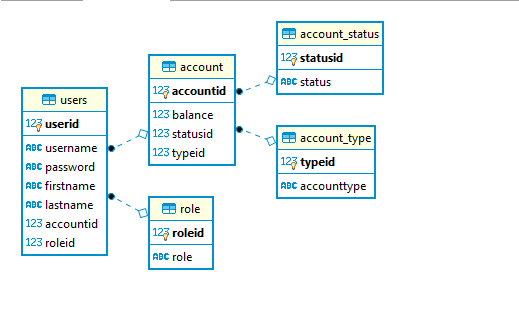 users
123 userid
ABC username
ABC password
ABC firstname
ABC lastname
123 accountid
123 roleid
account
123 accountid
123 balance
123 statusid
123 typeid
role
123 roleid
ABC role
account_status
123 statusid
ABC status
account_type
123 typeid
ABC accounttype